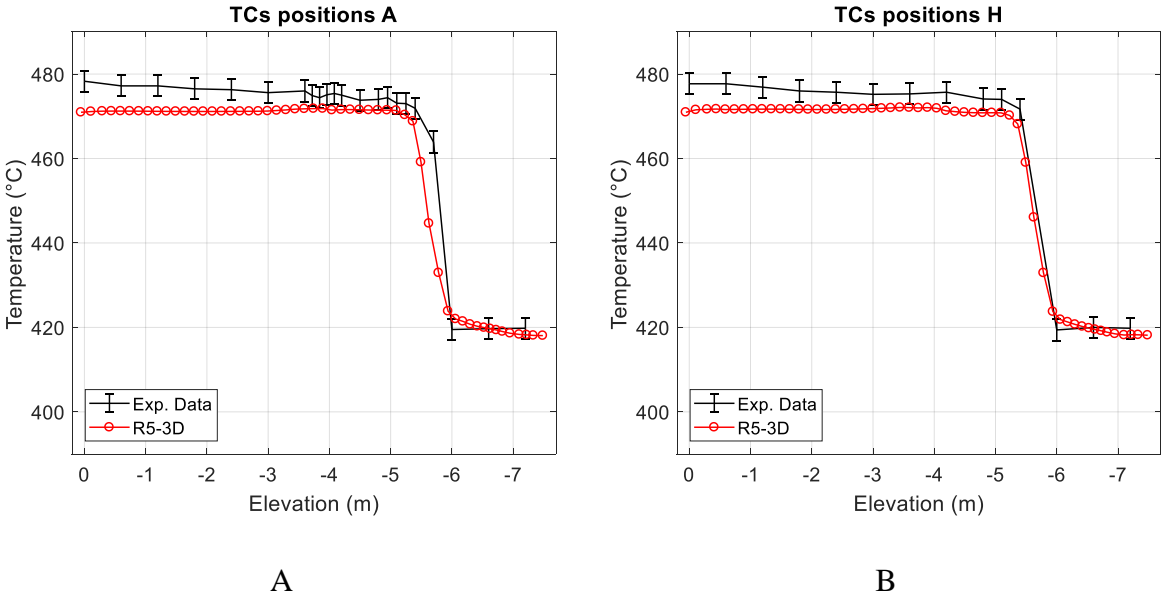 TCs positions A
480
460
440
420
400
Temperature (°C)
0 -1 -2 -3 -4 -5 -6 -7
Elevation (m)
Exp. Data
R5-3D
A
TCs positions H
480
460
440
420
400
Temperature (°C)
0 -1 -2 -3 -4 -5 -6 -7
Elevation (m)
Exp. Data
R5-3D
B